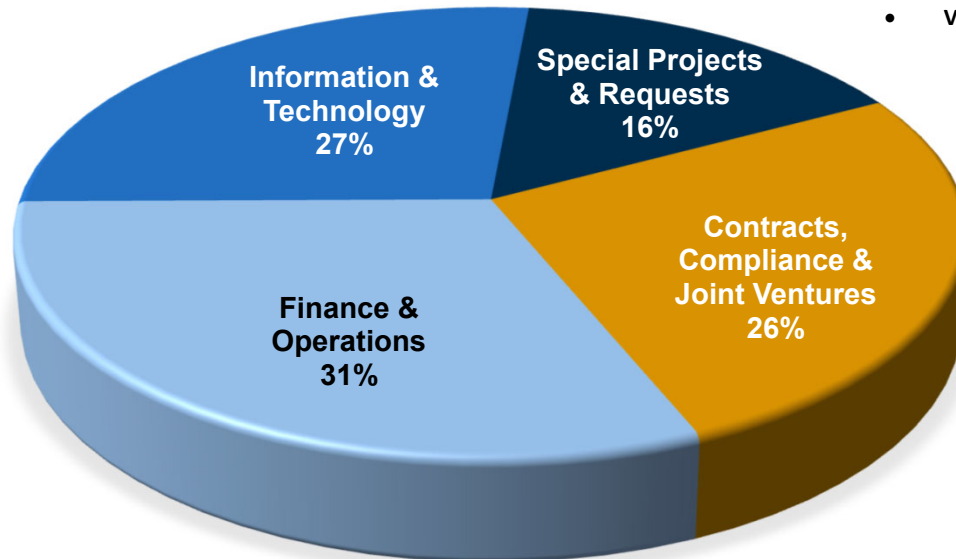 Information &
Technology
27%
Special Projects
& Requests
16%
Contracts,
Compliance &
Joint Ventures
26%
Finance &
Operations
31%